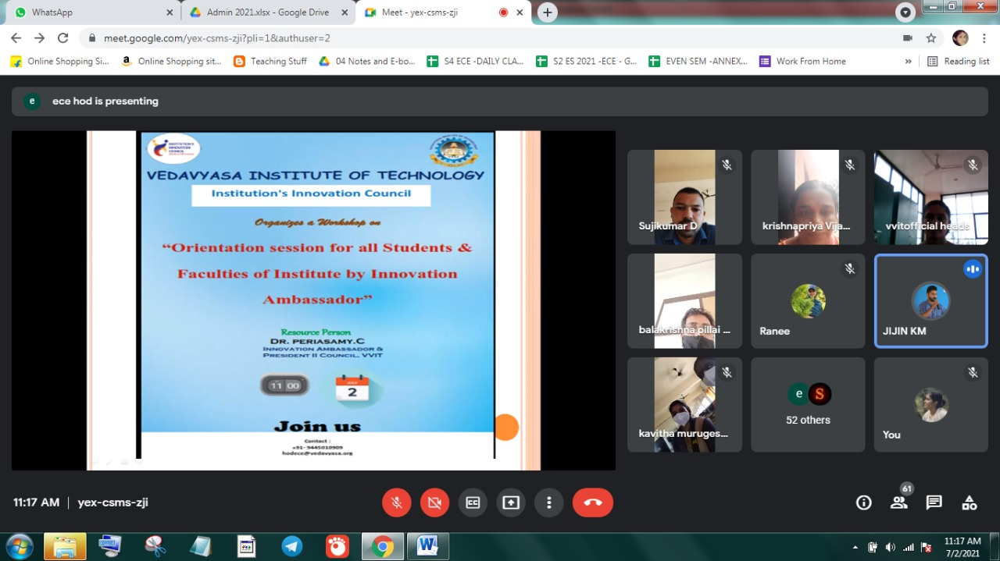 WhatsApp
Admin 2021.xlsx - Google Drive
Meet - yex-csms-zji
meet.google.com/yex-csms-zji?pli=1&authuser=2
Online Shopping Si...
Online Shopping sit...
Teaching Stuff
04 Notes and E-bo...
S4 ECE -DAILY CLA...
S2 ES 2021 -ECE - G...
EVEN SEM -ANNEX...
Work From Home
Reading list
e ece hod is presenting
INSTITUTION'S
INNOVATION
COUNCIL
VEDAVYASA INSTITUTE OF TECHNOLOGY
Institution's Innovation Council
Organizes a Workshop on
“Orientation session for all Students &
Faculties of Institute by Innovation
Ambassador”
Resource Person
DR. PERIASAMY.C
INNOVATION AMBASSADOR &
PRESIDENT II COUNCIL, VVIT
11 00
2
Join us
Contact :
+91- 9445010909
hodece@vedavyasa.org
Sujikumar D
krishnapriya Vija...
vvitofficial heads
balakrishna pillai ...
Ranee
JIJIN KM
kavitha muruges...
e S
52 others
You
11:17 AM | yex-csms-zji
CC
61
W
11:17 AM
7/2/2021